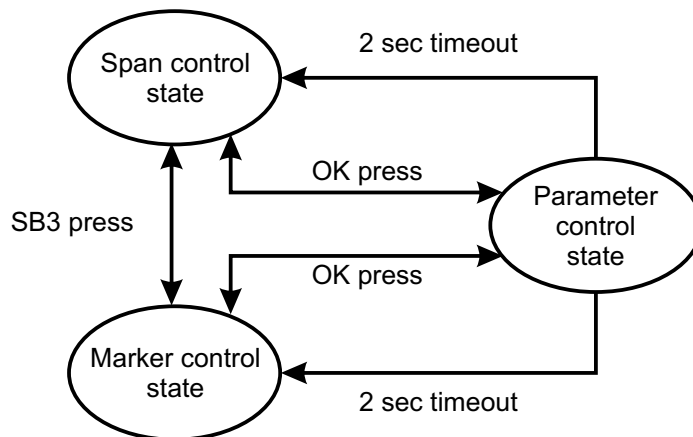 2 sec timeout
Span control
state
OK press
Parameter
control
state
SB3 press
OK press
Marker control
state
2 sec timeout